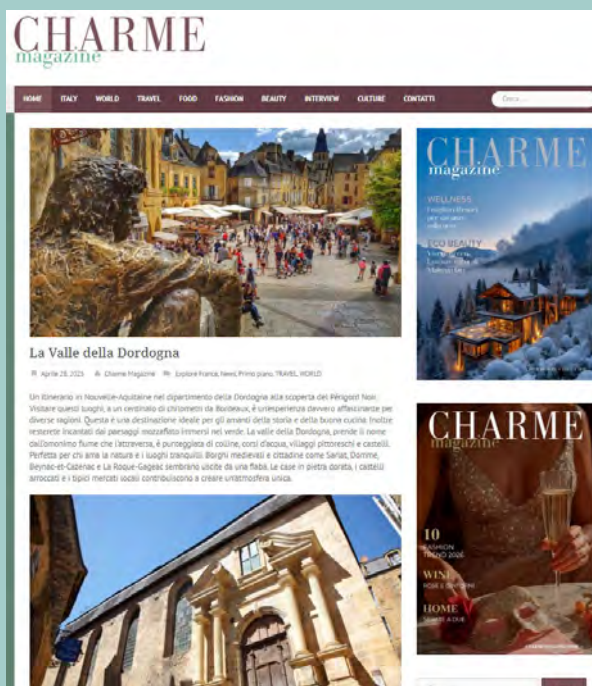 CHARME
magazine
HOME ITALY WORLD TRAVEL FOOD FASHION BEAUTY INTERVIEW CULTURE CONTATTI
Cerca ...
La Valle della Dordogna
Charme Magazine Explore France, News, Primo piano, TRAVEL, WORLD
Un itinerario in Nouvelle-Aquitaine nel dipartimento della Dordogna alla scoperta del Périgord Noir.
Visitare questi luoghi, a un centinaio di chilometri da Bordeaux, è un'esperienza davvero affascinante per
diverse ragioni. Questa è una destinazione ideale per gli amanti della storia e della buona cucina. Inoltre
resterete incantati dai paesaggi mozzafiato immersi nel verde. La valle della Dordogna, prende il nome
dall'omonimo fiume che l'attraversa, è punteggiata di colline, corsi d'acqua, villaggi pittoreschi e castelli.
Perfetta per chi ama la natura e i luoghi tranquilli. Borghi medievali e cittadine come Sarlat, Domme,
Beynac-et-Cazenac e La Roque-Gageac sembrano uscite da una fiaba. Le case in pietra dorata, i castelli
arroccati e i tipici mercati locali contribuiscono a creare un'atmosfera unica.
CHARME
magazine
WELLNESS
ECO BEAUTY
CHARME
magazine
10
FASHION
TREND 2026
WINE
HOME